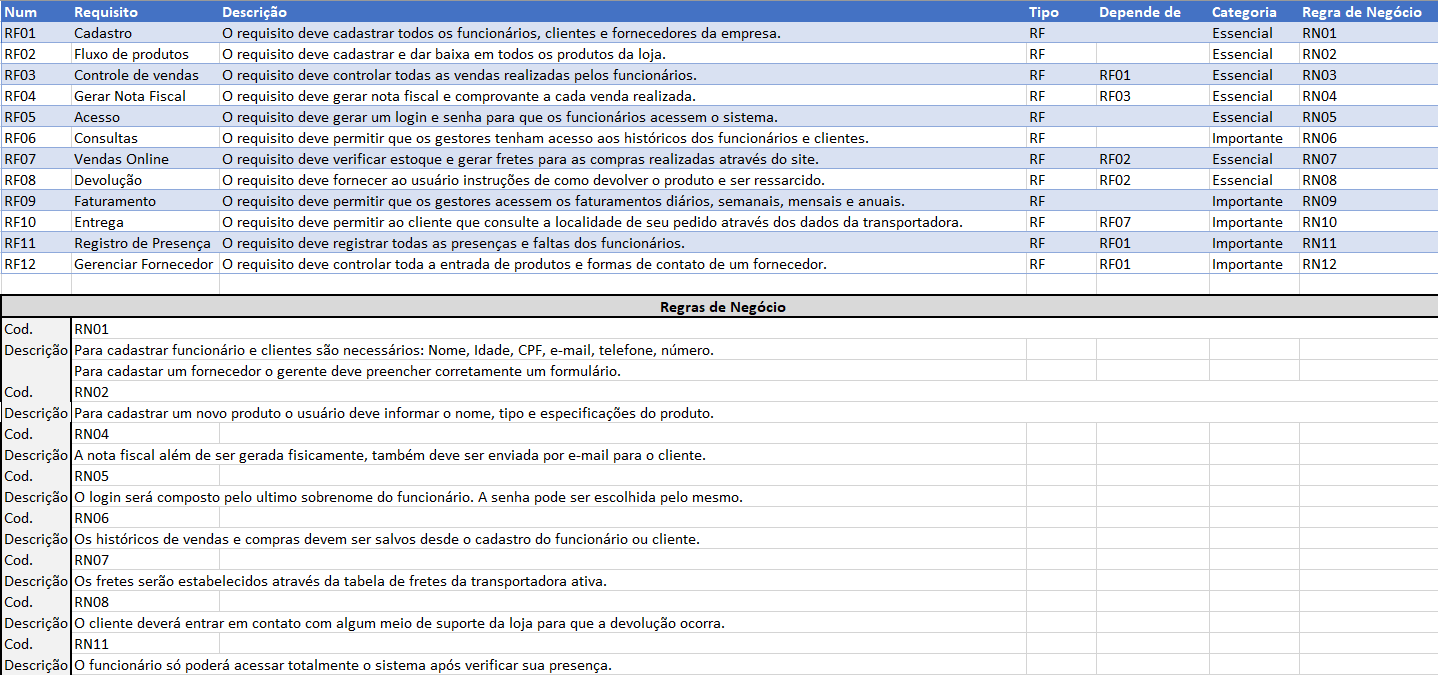 Num Requisito Descrição Tipo Depende de Categoria Regra de Negócio
RF01 Cadastro O requisito deve cadastrar todos os funcionários, clientes e fornecedores da empresa. RF Essencial RN01
RF02 Fluxo de produtos O requisito deve cadastrar e dar baixa em todos os produtos da loja. RF Essencial RN02
RF03 Controle de vendas O requisito deve controlar todas as vendas realizadas pelos funcionários. RF RF01 Essencial RN03
RF04 Gerar Nota Fiscal O requisito deve gerar nota fiscal e comprovante a cada venda realizada. RF RF03 Essencial RN04
RF05 Acesso O requisito deve gerar um login e senha para que os funcionários acessem o sistema. RF Essencial RN05
RF06 Consultas O requisito deve permitir que os gestores tenham acesso aos históricos dos funcionários e clientes. RF Importante RN06
RF07 Vendas Online O requisito deve verificar estoque e gerar fretes para as compras realizadas através do site. RF RF02 Essencial RN07
RF08 Devolução O requisito deve fornecer ao usuário instruções de como devolver o produto e ser ressarcido. RF RF02 Essencial RN08
RF09 Faturamento O requisito deve permitir que os gestores acessem os faturamentos diários, semanais, mensais e anuais. RF Importante RN09
RF10 Entrega O requisito deve permitir ao cliente que consulte a localidade de seu pedido através dos dados da transportadora. RF RF07 Importante RN10
RF11 Registro de Presença O requisito deve registrar todas as presenças e faltas dos funcionários. RF RF01 Importante RN11
RF12 Gerenciar Fornecedor O requisito deve controlar toda a entrada de produtos e formas de contato de um fornecedor. RF RF01 Importante RN12
Regras de Negócio
Cod. RN01
Descrição Para cadastrar funcionário e clientes são necessários: Nome, Idade, CPF, e-mail, telefone, número.
Para cadastar um fornecedor o gerente deve preencher corretamente um formulário.
Cod. RN02
Descrição Para cadastrar um novo produto o usuário deve informar o nome, tipo e especificações do produto.
Cod. RN04
Descrição A nota fiscal além de ser gerada fisicamente, também deve ser enviada por e-mail para o cliente.
Cod. RN05
Descrição O login será composto pelo ultimo sobrenome do funcionário. A senha pode ser escolhida pelo mesmo.
Cod. RN06
Descrição Os históricos de vendas e compras devem ser salvos desde o cadastro do funcionário ou cliente.
Cod. RN07
Descrição Os fretes serão estabelecidos através da tabela de fretes da transportadora ativa.
Cod. RN08
Descrição O cliente deverá entrar em contato com algum meio de suporte da loja para que a devolução ocorra.
Cod. RN11
Descrição O funcionário só poderá acessar totalmente o sistema após verificar sua presença.